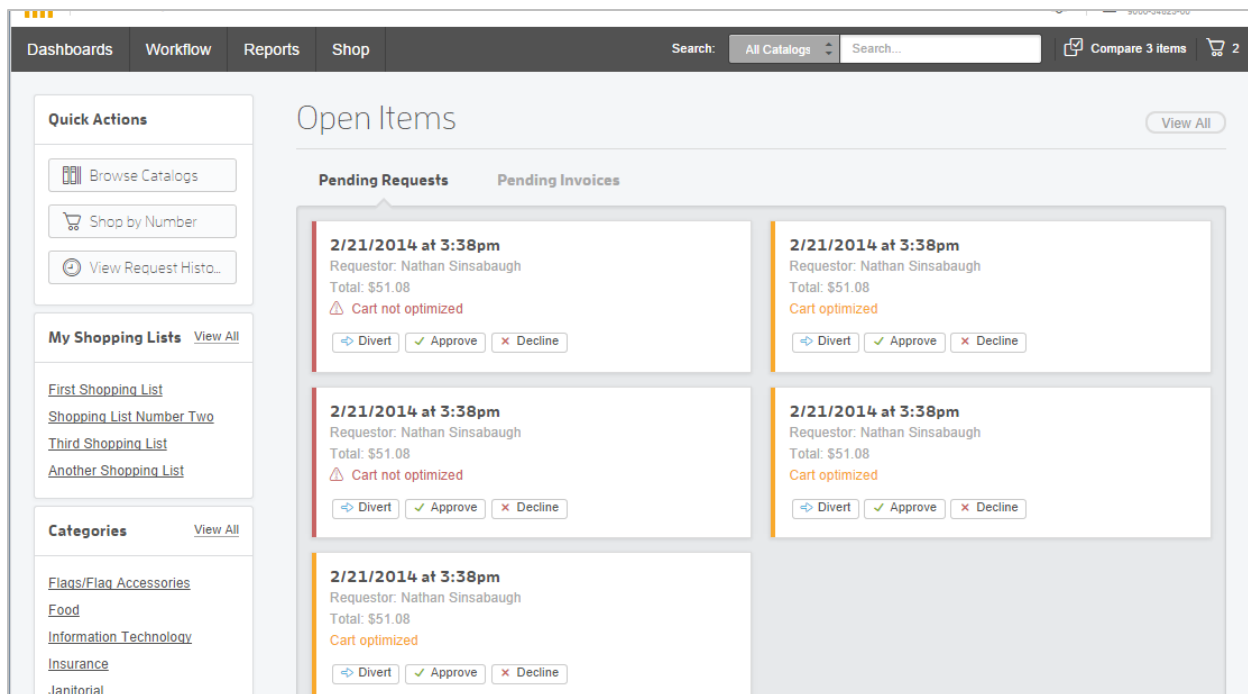 9000-34825-00
Dashboards Workflow Reports Shop Search: All Catalogs Search... Compare 3 items 2
Quick Actions
Browse Catalogs
Shop by Number
View Request Histo...
My Shopping Lists View All
First Shopping List
Shopping List Number Two
Third Shopping List
Another Shopping List
Categories View All
Flags/Flag Accessories
Food
Information Technology
Insurance
Janitorial
Open Items View All
Pending Requests Pending Invoices
2/21/2014 at 3:38pm
Requestor: Nathan Sinsabaugh
Total: $51.08
Cart not optimized
Divert Approve Decline
2/21/2014 at 3:38pm
Requestor: Nathan Sinsabaugh
Total: $51.08
Cart optimized
Divert Approve Decline
2/21/2014 at 3:38pm
Requestor: Nathan Sinsabaugh
Total: $51.08
Cart not optimized
Divert Approve Decline
2/21/2014 at 3:38pm
Requestor: Nathan Sinsabaugh
Total: $51.08
Cart optimized
Divert Approve Decline
2/21/2014 at 3:38pm
Requestor: Nathan Sinsabaugh
Total: $51.08
Cart optimized
Divert Approve Decline